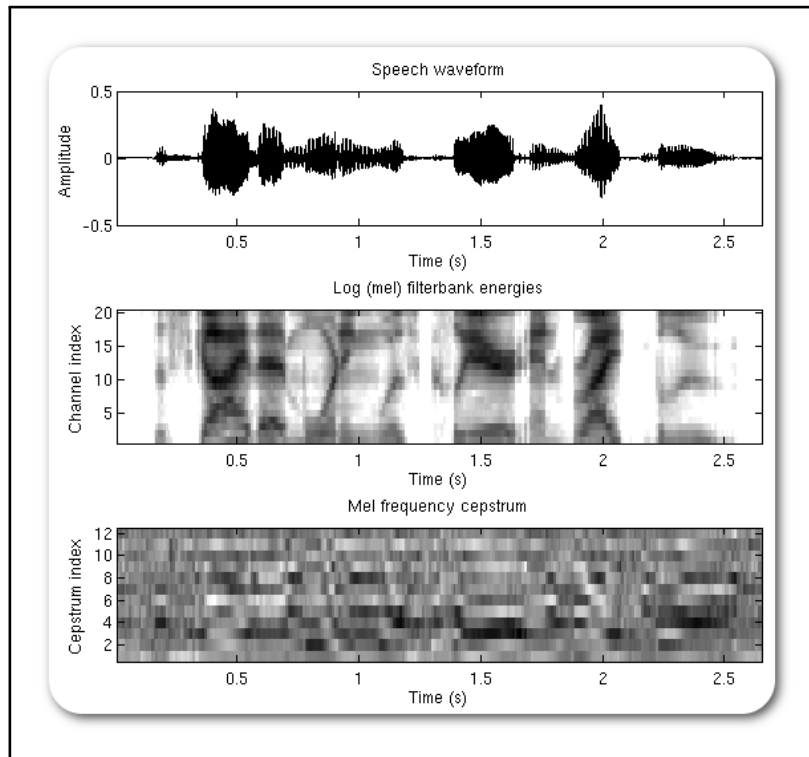 Speech waveform
0.5
0
-0.5
Amplitude
0.5 1 1.5 2 2.5
Time (s)
Log (mel) filterbank energies
20
15
10
5
Channel index
0.5 1 1.5 2 2.5
Time (s)
Mel frequency cepstrum
12
10
8
6
4
2
Cepstrum index
0.5 1 1.5 2 2.5
Time (s)